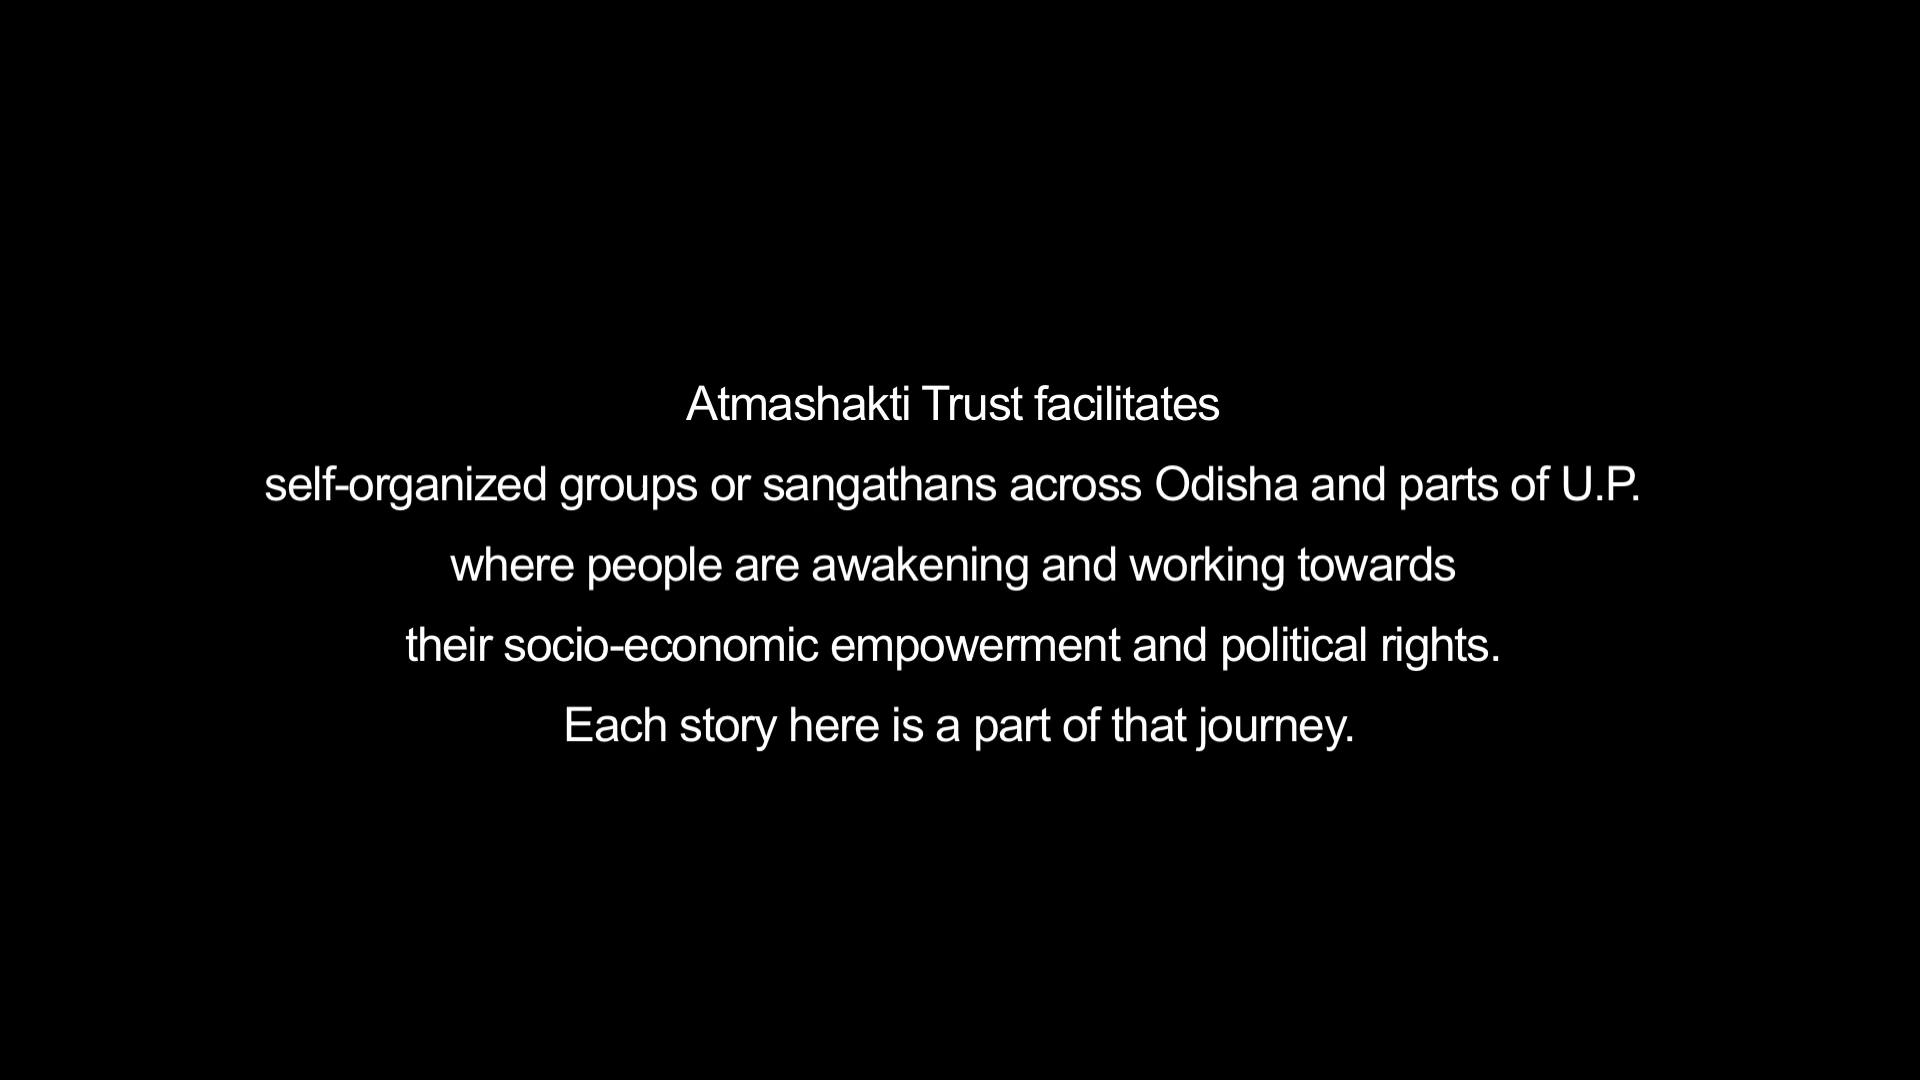 Atmashakti Trust facilitates
self-organized groups or sangathans across Odisha and parts of U.P.
where people are awakening and working towards
their socio-economic empowerment and political rights.
Each story here is a part of that journey.